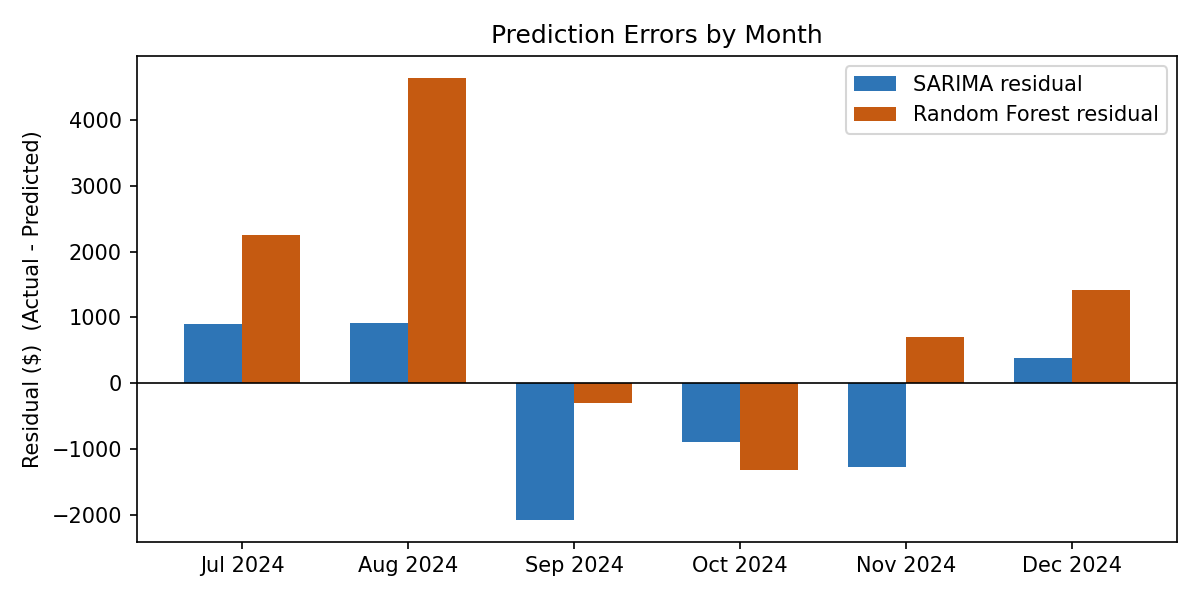 Prediction Errors by Month
SARIMA residual
Random Forest residual
Residual ($)  (Actual - Predicted)
4000
3000
2000
1000
0
−1000
−2000
Jul 2024
Aug 2024
Sep 2024
Oct 2024
Nov 2024
Dec 2024